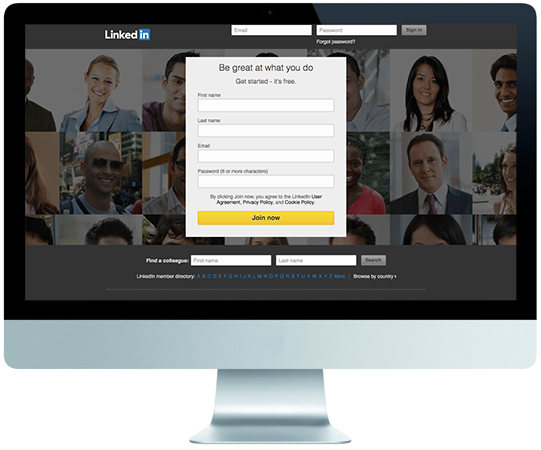 Linked in
Email Password Sign In
Forgot password?
Be great at what you do
Get started - it's free.
First name
Last name
Email
Password (6 or more characters)
By clicking Join now, you agree to the LinkedIn User
Agreement, Privacy Policy, and Cookie Policy.
Join now
Find a colleague: First name Last name Search
LinkedIn member directory: A B C D E F G H I J K L M N O P Q R S T U V W X Y Z More | Browse by country